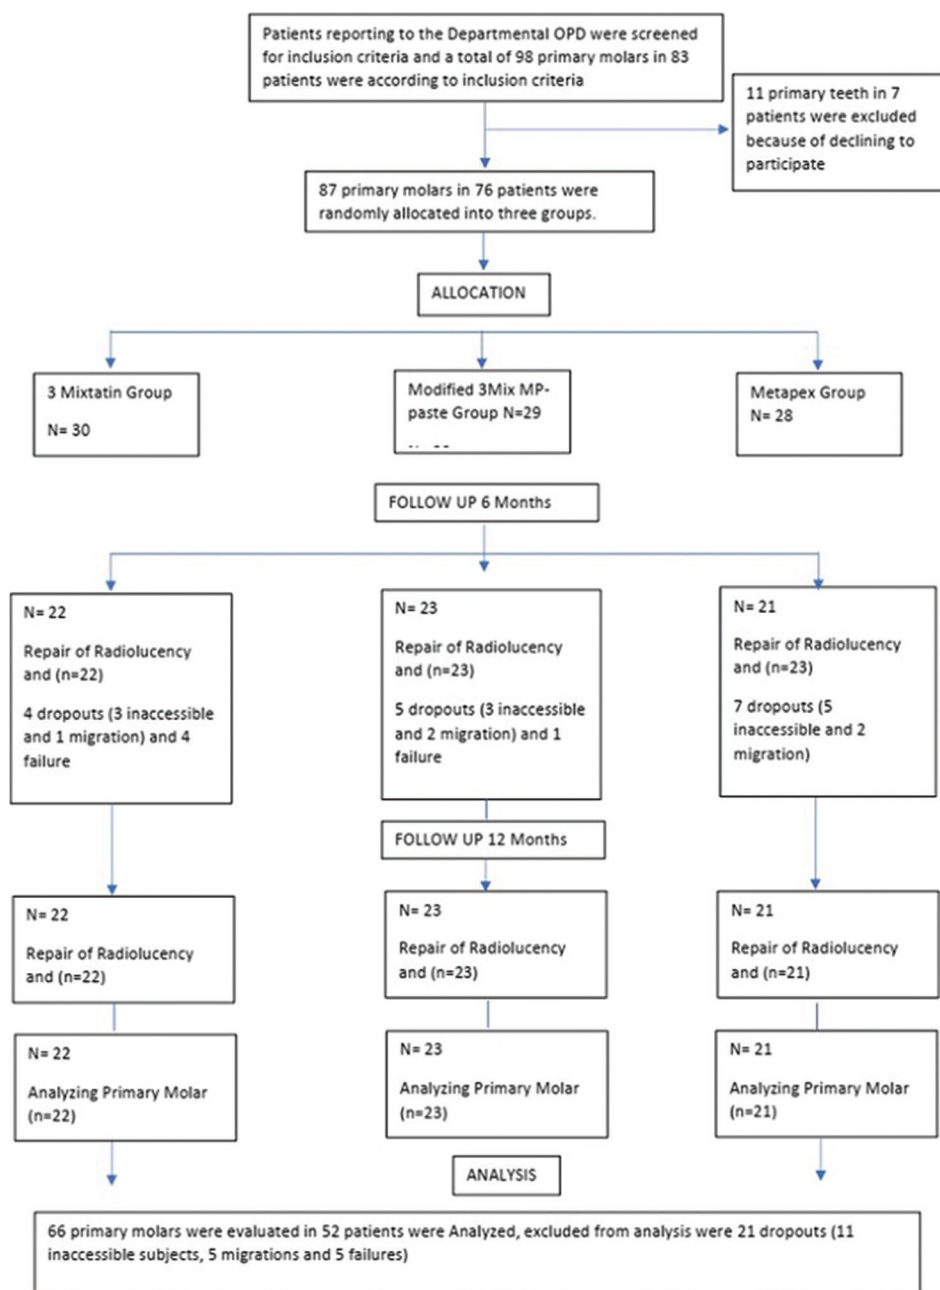 Patients reporting to the Departmental OPD were screened
for inclusion criteria and a total of 98 primary molars in 83
patients were according to inclusion criteria
11 primary teeth in 7
patients were excluded
because of declining to
participate
87 primary molars in 76 patients were
randomly allocated into three groups.
ALLOCATION
3 Mixtatin Group
N= 30
Modified 3Mix MP-
paste Group N=29
Metapex Group
N= 28
FOLLOW UP 6 Months
N= 22
Repair of Radiolucency
and (n=22)
4 dropouts (3 inaccessible
and 1 migration) and 4
failure
N= 23
Repair of Radiolucency
and (n=23)
5 dropouts (3 inaccessible
and 2 migration) and 1
failure
N= 21
Repair of Radiolucency
and (n=23)
7 dropouts (5
inaccessible and 2
migration)
FOLLOW UP 12 Months
N= 22
Repair of Radiolucency
and (n=22)
N= 23
Repair of Radiolucency
and (n=23)
N= 21
Repair of Radiolucency
and (n=21)
N= 22
Analyzing Primary Molar
(n=22)
N= 23
Analyzing Primary Molar
(n=23)
N= 21
Analyzing Primary Molar
(n=21)
ANALYSIS
66 primary molars were evaluated in 52 patients were Analyzed, excluded from analysis were 21 dropouts (11
inaccessible subjects, 5 migrations and 5 failures)